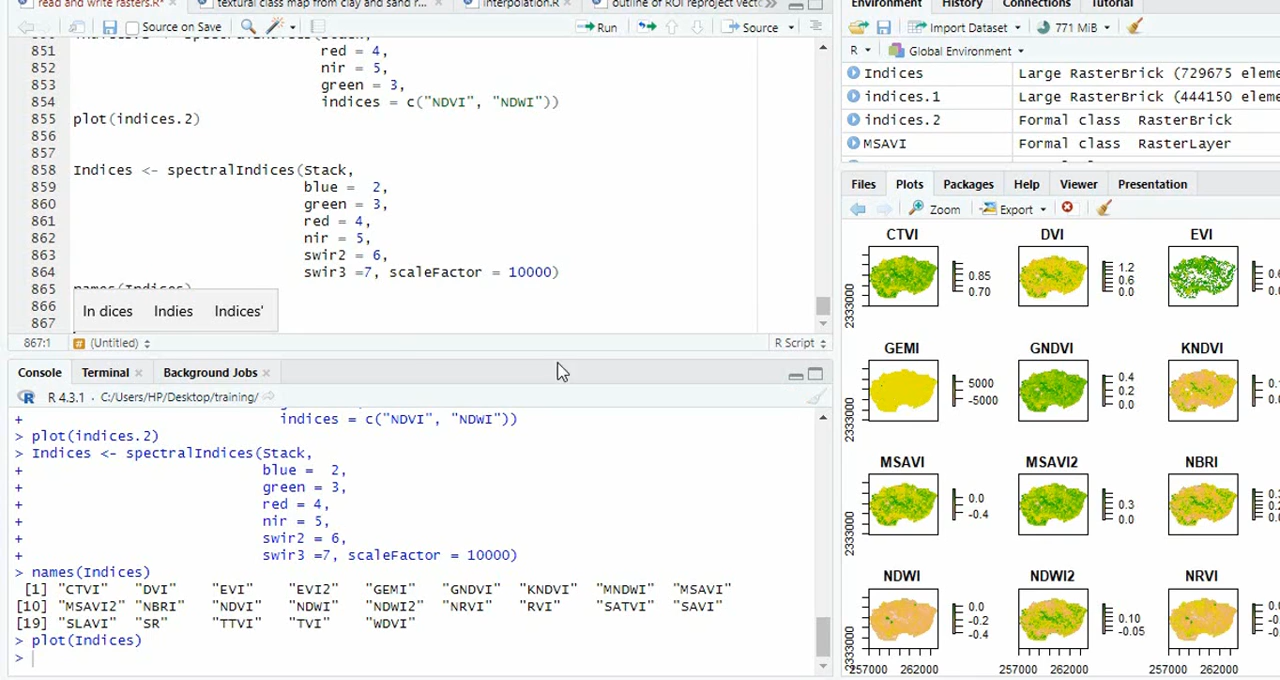 read and write rasters.R*
textural class map from clay and sand r
interpolation.R
outline of ROI reproject vect
Source on Save
Run
Source
851 red = 4,
852 nir = 5,
853 green = 3,
854 indices = c("NDVI", "NDWI"))
855 plot(indices.2)
856
857
858 Indices <- spectralIndices(Stack,
859 blue =  2,
860 green = 3,
861 red = 4,
862 nir = 5,
863 swir2 = 6,
864 swir3 =7, scaleFactor = 10000)
865 names(Indices)
866
867
In dices Indies Indices'
867:1 (Untitled) R Script
Console Terminal Background Jobs
R 4.3.1 · C:/Users/HP/Desktop/training/
+ indices = c("NDVI", "NDWI"))
> plot(indices.2)
> Indices <- spectralIndices(Stack,
+ blue =  2,
+ green = 3,
+ red = 4,
+ nir = 5,
+ swir2 = 6,
+ swir3 =7, scaleFactor = 10000)
> names(Indices)
[1] "CTVI" "DVI" "EVI" "EVI2" "GEMI" "GNDVI" "KNDVI" "MNDWI" "MSAVI"
[10] "MSAVI2" "NBRI" "NDVI" "NDWI" "NDWI2" "NRVI" "RVI" "SATVI" "SAVI"
[19] "SLAVI" "SR" "TTVI" "TVI" "WDVI"
> plot(Indices)
>
Environment History Connections Tutorial
Import Dataset 771 MiB
R Global Environment
Indices Large RasterBrick (729675 eleme
indices.1 Large RasterBrick (444150 eleme
indices.2 Formal class RasterBrick
MSAVI Formal class RasterLayer
Files Plots Packages Help Viewer Presentation
Zoom Export
CTVI DVI EVI
2333000
0.85
0.70
1.2
0.6
0.0
GEMI GNDVI KNDVI
2333000
5000
-5000
0.4
0.2
0.0
MSAVI MSAVI2 NBRI
2333000
0.0
-0.4
0.3
0.0
NDWI NDWI2 NRVI
2333000
0.0
-0.2
-0.4
0.10
-0.05
257000 262000 257000 262000 257000 262000